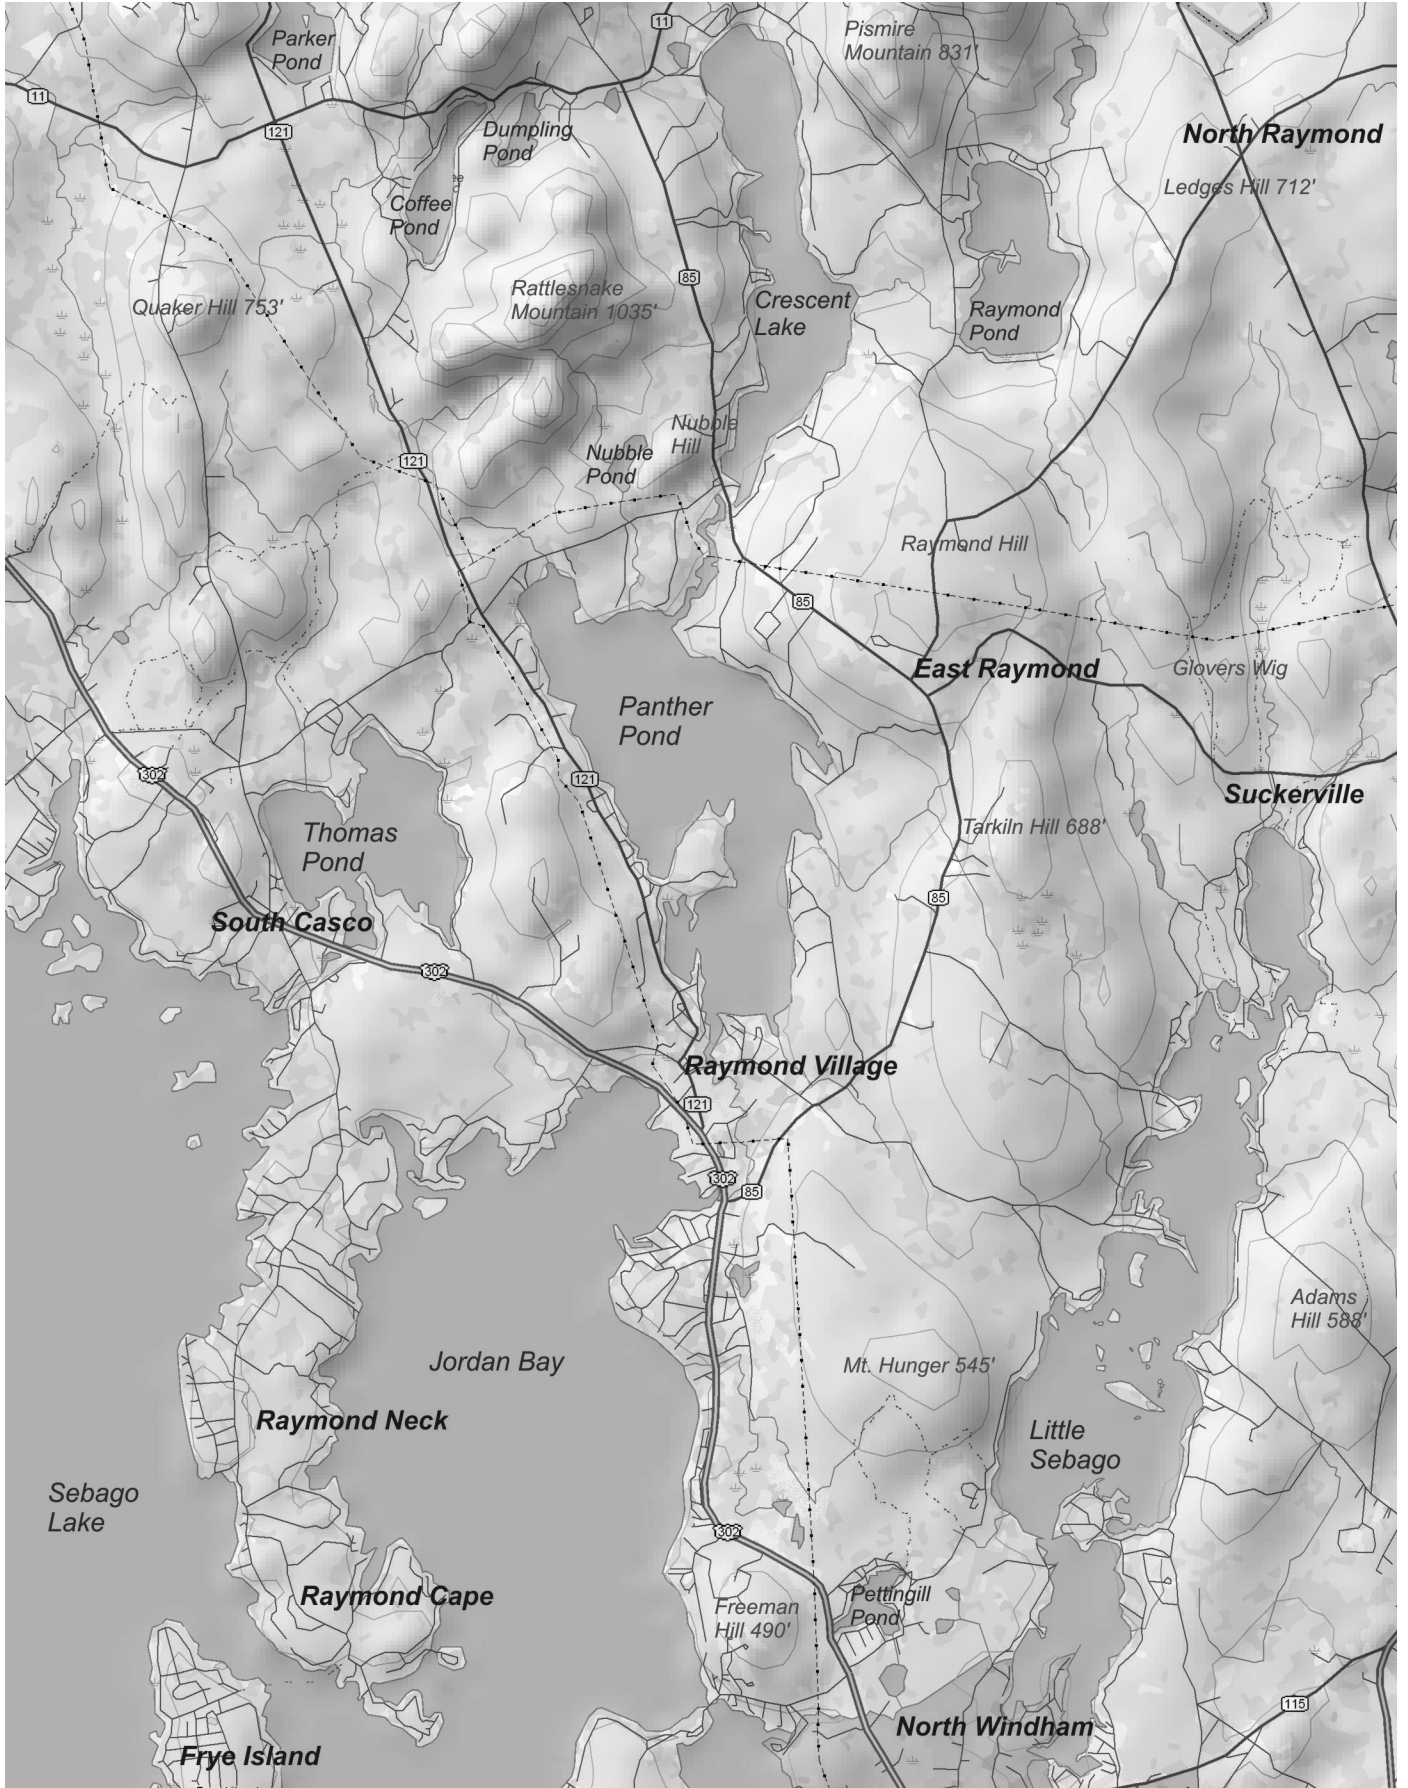 11
Pismire
Mountain 831'
Parker
Pond
11
121
Dumpling
Pond
North Raymond
Ledges Hill 712'
Coffee
Pond
85
Rattlesnake
Mountain 1035'
Quaker Hill 753'
Crescent
Lake
Raymond
Pond
Nubble
Hill
Nubble
Pond
121
Raymond Hill
85
East Raymond
Glovers Wig
Panther
Pond
302
121
Suckerville
Thomas
Pond
Tarkiln Hill 688'
85
South Casco
302
Raymond Village
121
302
85
Adams
Hill 588'
Jordan Bay
Mt. Hunger 545'
Raymond Neck
Little
Sebago
Sebago
Lake
302
Raymond Cape
Pettingill
Pond
Freeman
Hill 490'
115
North Windham
Frye Island